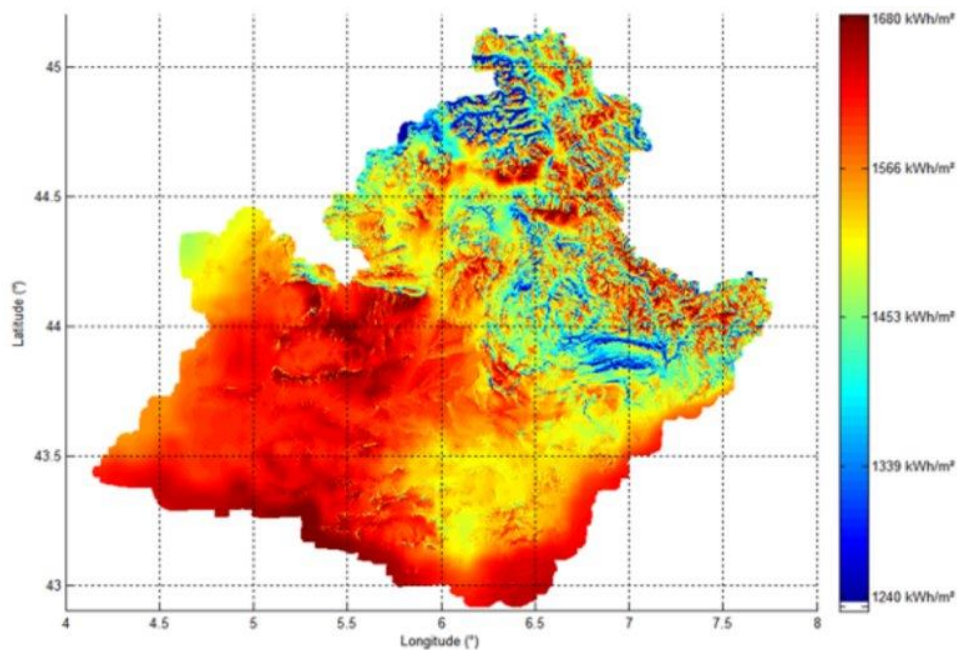 1680 kWh/m²
1566 kWh/m²
1453 kWh/m²
1339 kWh/m²
1240 kWh/m²
45
44.5
44
43.5
43
Latitude (°)
4 4.5 5 5.5 6 6.5 7 7.5 8
Longitude (°)